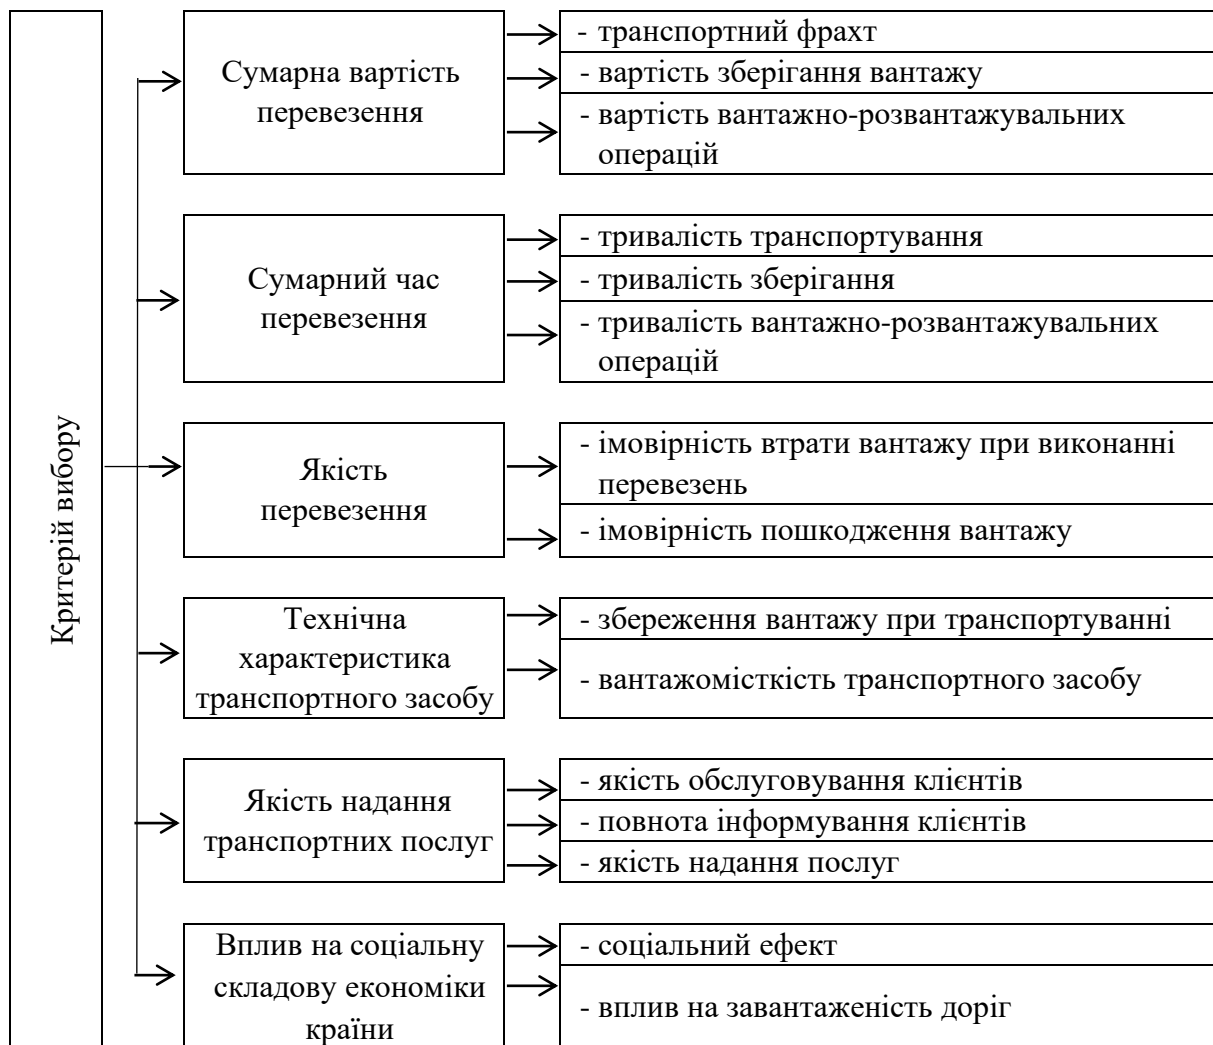 Критерій вибору
Сумарна вартість
перевезення
- транспортний фрахт
- вартість зберігання вантажу
- вартість вантажно-розвантажувальних
операцій
Сумарний час
перевезення
- тривалість транспортування
- тривалість зберігання
- тривалість вантажно-розвантажувальних
операцій
Якість
перевезення
- імовірність втрати вантажу при виконанні
перевезень
- імовірність пошкодження вантажу
Технічна
характеристика
транспортного засобу
- збереження вантажу при транспортуванні
- вантажомісткість транспортного засобу
Якість надання
транспортних послуг
- якість обслуговування клієнтів
- повнота інформування клієнтів
- якість надання послуг
Вплив на соціальну
складову економіки
країни
- соціальний ефект
- вплив на завантаженість доріг